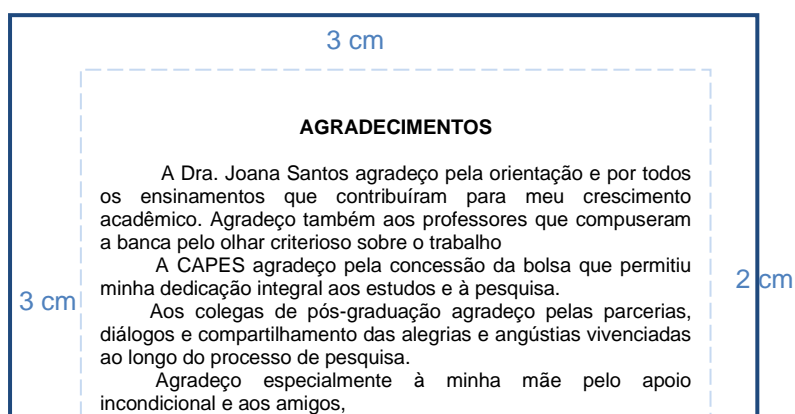 3 cm
AGRADECIMENTOS
A Dra. Joana Santos agradeço pela orientação e por todos
os ensinamentos que contribuíram para meu crescimento
acadêmico. Agradeço também aos professores que compuseram
a banca pelo olhar criterioso sobre o trabalho
A CAPES agradeço pela concessão da bolsa que permitiu
minha dedicação integral aos estudos e à pesquisa.
3 cm
2 cm
Aos colegas de pós-graduação agradeço pelas parcerias,
diálogos e compartilhamento das alegrias e angústias vivenciadas
ao longo do processo de pesquisa.
Agradeço especialmente à minha mãe pelo apoio
incondicional e aos amigos,